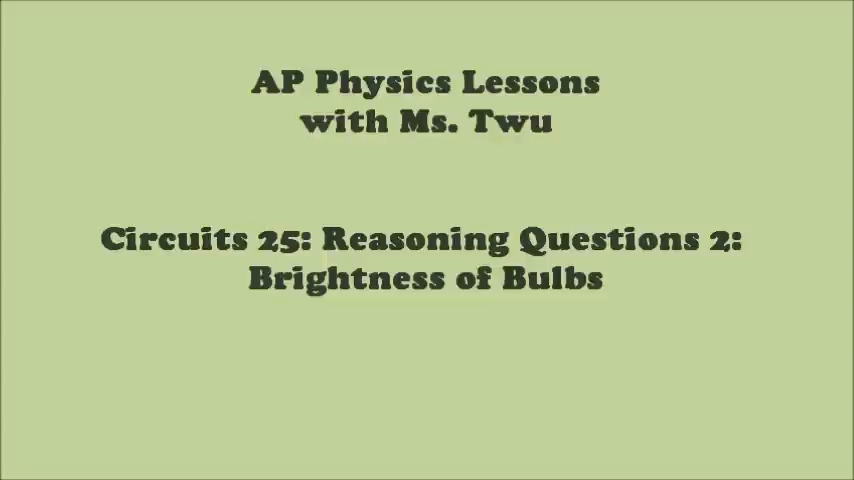 AP Physics Lessons
with Ms. Twu
Circuits 25: Reasoning Questions 2:
Brightness of Bulbs